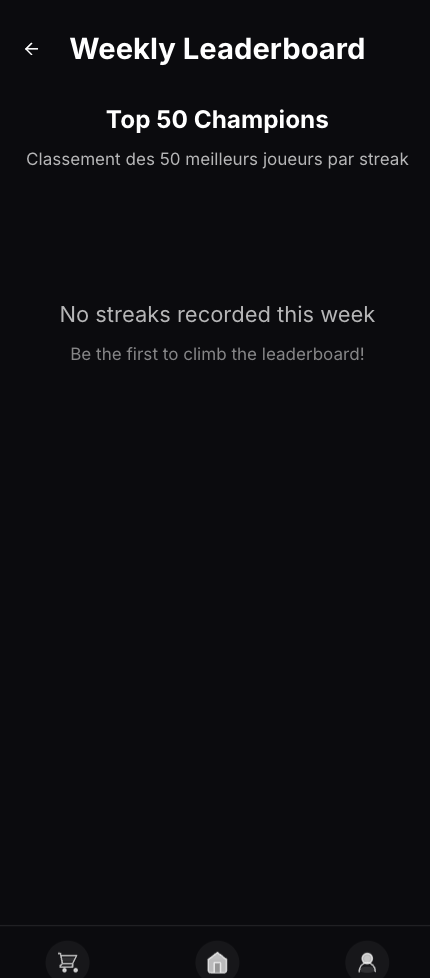 Weekly Leaderboard
Top 50 Champions
Classement des 50 meilleurs joueurs par streak
No streaks recorded this week
Be the first to climb the leaderboard!